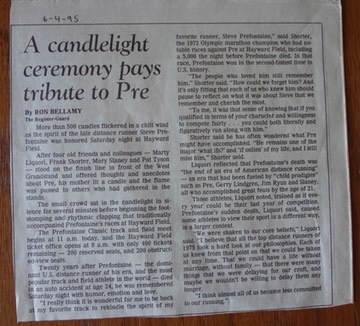 6-4-95
A candlelight
ceremony pays
tribute to Pre
By RON BELLAMY
The Register-Guard
More than 500 candles flickered in a chill wind
as the spirit of the late distance runner Steve Pre-
fontaine was honored Saturday night at Hayward
Field.
After four old friends and colleagues — Marty
Liquori, Frank Shorter, Mary Slaney and Pat Tyson
— stood on the finish line in front of the West
Grandstand and offered thoughts and anecdotes
about Pre, his mother lit a candle and the flame
was passed to others who had gathered in the
stands.
The small crowd sat in the candlelight in si-
lence for several minutes before beginning the foot-
stomping and rhythmic clapping that traditionally
accompanied Prefontaine's races at Hayward Field.
The Prefontaine Classic track and field meet
begins at 11 a.m. today, and the Hayward Field
ticket office opens at 9 a.m. with only 400 tickets
remaining — 200 reserved seats, and 200 obstruct-
ed-view seats.
Twenty years after Prefontaine — the domi-
nant U.S. distance runner of his era, and the most
popular track and field athlete in the world — died
in an auto accident at age 24, he was remembered
Saturday night with humor, emotion and love.
"I really think it is wonderful for me to be back
at my favorite track to rekindle the spirit of my
favorite runner, Steve Prefontaine," said Shorter,
the 1972 Olympic marathon champion who had no-
table races against Pre at Hayward Field, including
a 5,000 the night before Prefontaine died. In that
race, Prefontaine was in the second-fastest time in
U.S. history.
"The people who loved him still remember
him," Shorter said. "Now could we forget him? And
it's only fitting that each of us who knew him should
pause to reflect on what it was about Steve that we
remember and cherish the most.
"To me, it was that sense of knowing that if you
qualified in terms of your character and willingness
to compete fairly . . . you could both literally and
figuratively run along with him."
Shorter said he has often wondered what Pre
might have accomplished. "He remains one of the
major 'what ifs?' and 'if onlies' of my life, and I still
miss him," Shorter said.
Liquori reflected that Prefontaine's death was
"the end of an era of American distance running"
— an era that had been fueled by "child prodigies"
such as Pre, Gerry Lindgren, Jim Ryun and Liquori,
all who accomplished great feats by the age of 21.
Those athletes, Liquori noted, trained as if ev-
ery year could be their last year of competition.
Prefontaine's sudden death, Liquori said, caused
some athletes to view their sport in a different way,
in a larger context.
"We were shaken to our core beliefs," Liquori
said. "I believe that all the top distance runners of
1975 took a hard look at our philosophies. Each of
us knew from that point on that we could be taken
at any time. That we could have a life without
marriage, without family — that there were many
things that we were delaying for our craft, and
maybe we wouldn't be willing to delay them any
longer.
"I think almost all of us became less committed
to our running."